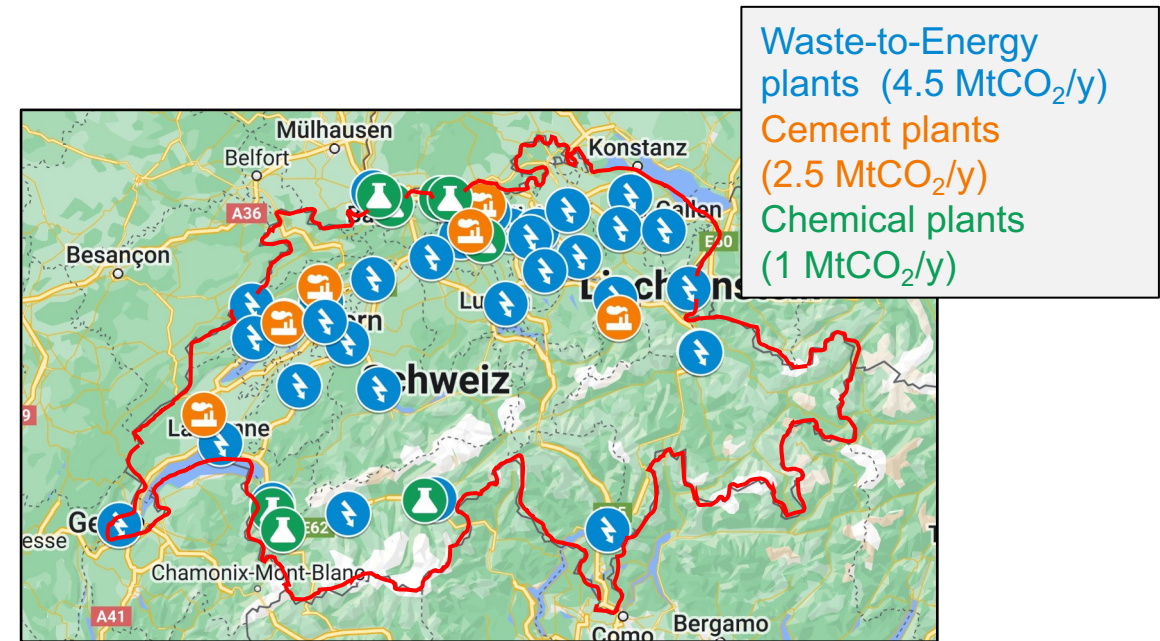 Waste-to-Energy
plants (4.5 MtCO₂/y)
Cement plants
(2.5 MtCO₂/y)
Chemical plants
(1 MtCO₂/y)
Mülhausen
Konstanz
Belfort
A36
E60
Besançon
Schweiz
E62
Chamonix-Mont-Blanc
A41
Bergamo
Como